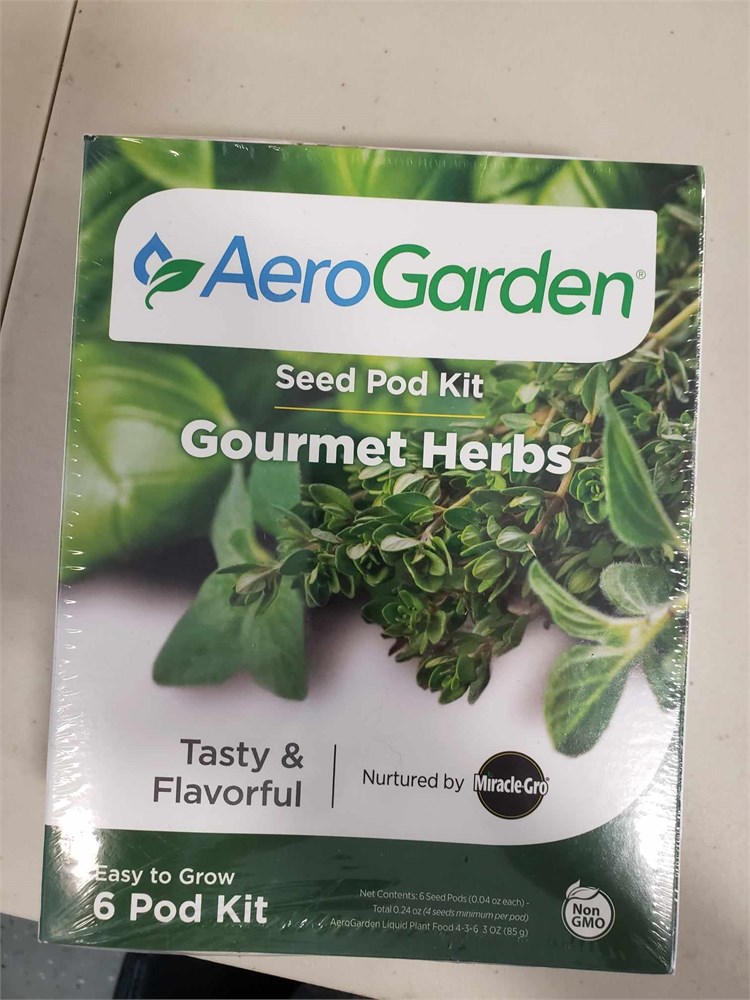 AeroGarden®
Seed Pod Kit
Gourmet Herbs
Tasty &
Flavorful
Nurtured by Miracle-Gro®
Easy to Grow
6 Pod Kit
Net Contents: 6 Seed Pods (0.04 oz each) -
Total 0.24 oz (4 seeds minimum per pod)
AeroGarden Liquid Plant Food 4-3-6 3 OZ (85 g)
Non
GMO